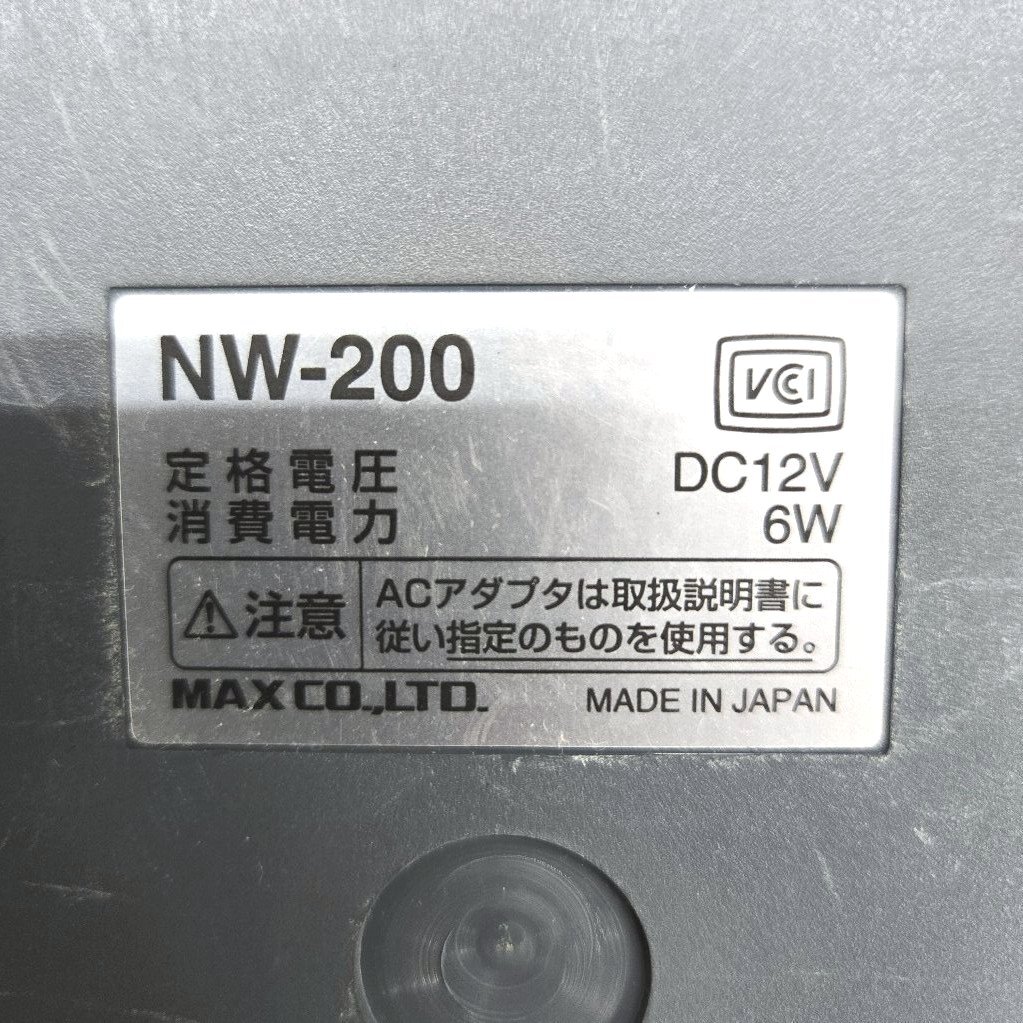 NW-200
VCCI
定格電圧 DC12V
消費電力 6W
⚠注意
ACアダプタは取扱説明書に
従い指定のものを使用する。
MAX CO.,LTD. MADE IN JAPAN